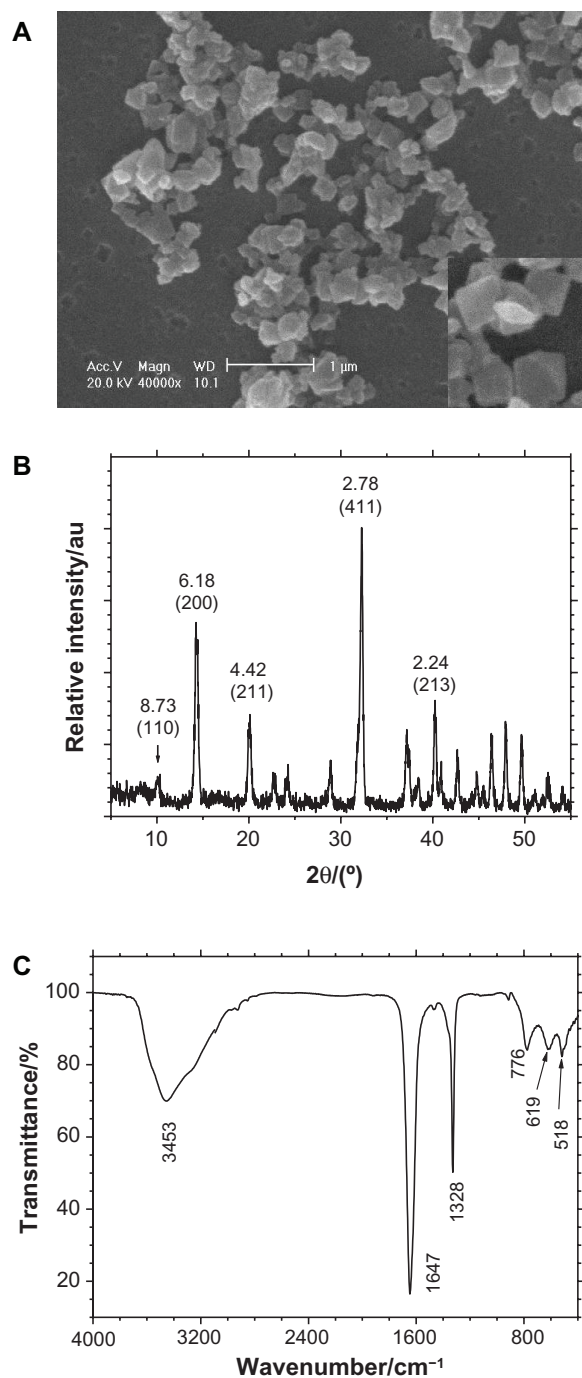 A
Acc.V Magn WD
20.0 kV 40000x 10.1
1 µm
B
Relative intensity/au
8.73
(110)
6.18
(200)
4.42
(211)
2.78
(411)
2.24
(213)
10 20 30 40 50
2θ/(º)
C
Transmittance/%
100
80
60
40
20
3453
1647
1328
776
619
518
4000 3200 2400 1600 800
Wavenumber/cm⁻¹